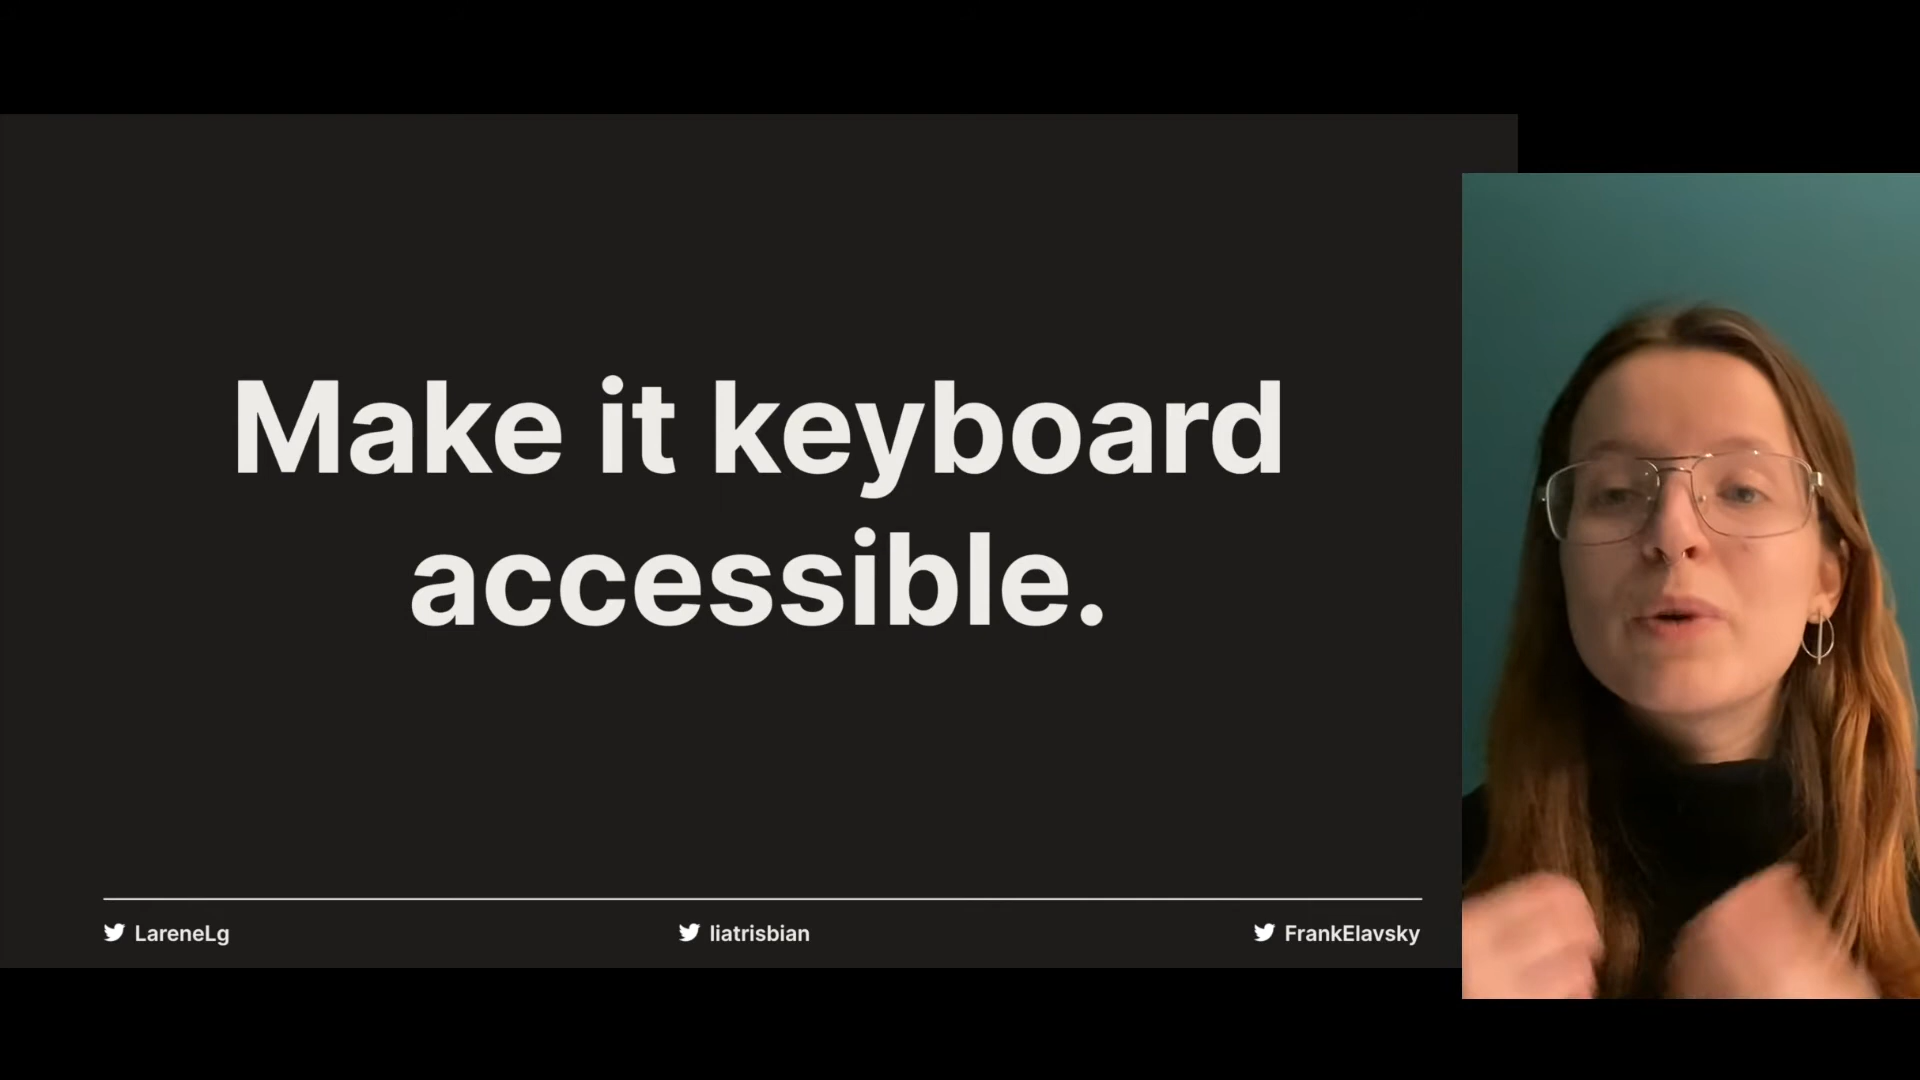 Make it keyboard
accessible.
LareneLg
liatrisbian
FrankElavsky